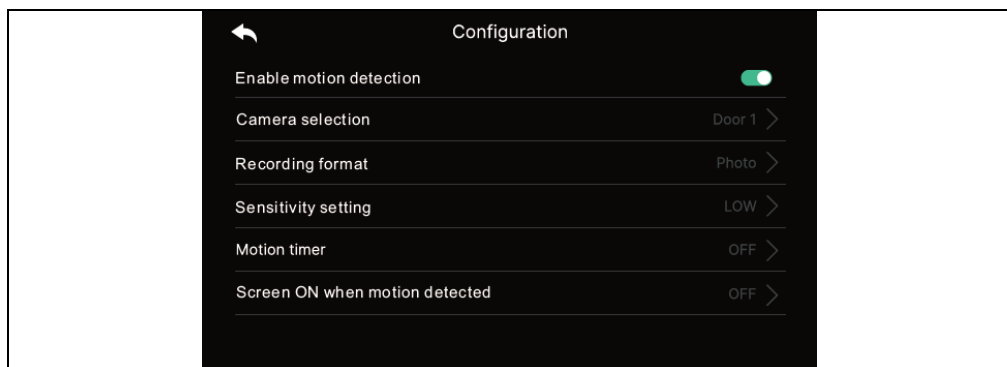 Configuration
Enable motion detection
Camera selection Door 1
Recording format Photo
Sensitivity setting LOW
Motion timer OFF
Screen ON when motion detected OFF